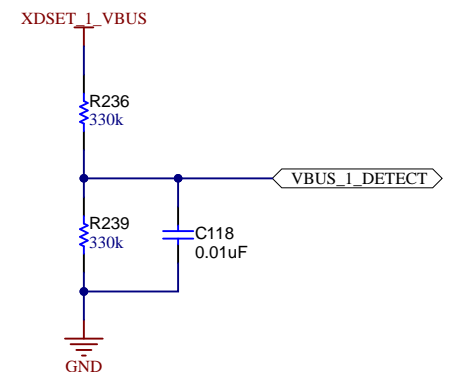 XDSET_1_VBUS
R236
330k
VBUS_1_DETECT
R239
330k
C118
0.01uF
GND